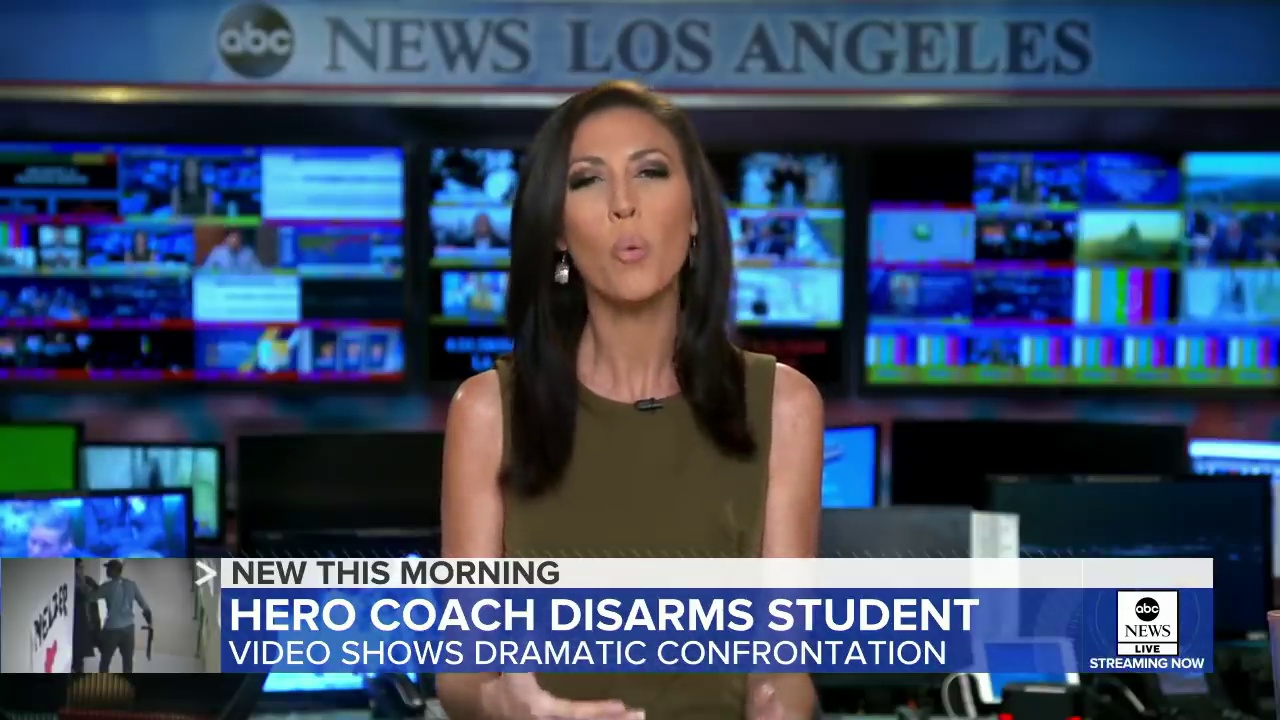 abc NEWS LOS ANGELES
NEW THIS MORNING
HERO COACH DISARMS STUDENT
VIDEO SHOWS DRAMATIC CONFRONTATION
abc
NEWS
LIVE
STREAMING NOW